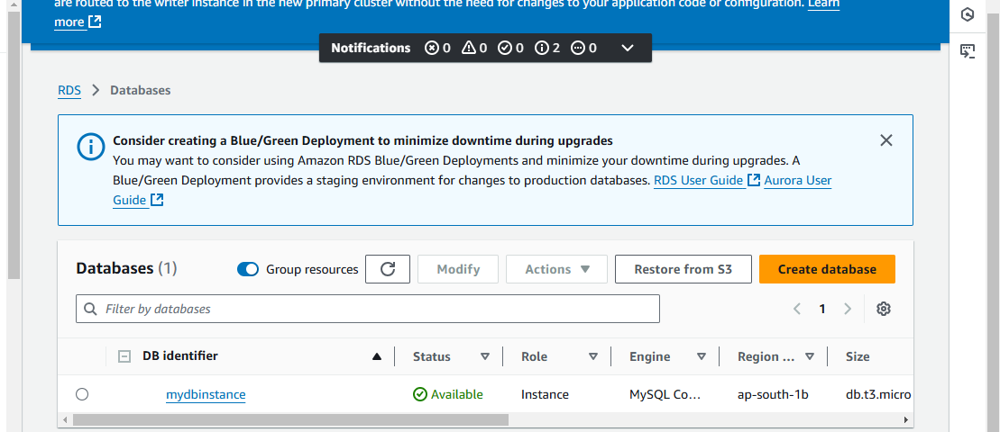 are routed to the writer instance in the new primary cluster without the need for changes to your application code or configuration. Learn
more
Notifications 0 0 0 2 0
RDS > Databases
Consider creating a Blue/Green Deployment to minimize downtime during upgrades
You may want to consider using Amazon RDS Blue/Green Deployments and minimize your downtime during upgrades. A
Blue/Green Deployment provides a staging environment for changes to production databases. RDS User Guide Aurora User
Guide
Databases (1) Group resources Modify Actions Restore from S3 Create database
Filter by databases 1
DB identifier Status Role Engine Region ... Size
mydbinstance Available Instance MySQL Co... ap-south-1b db.t3.micro